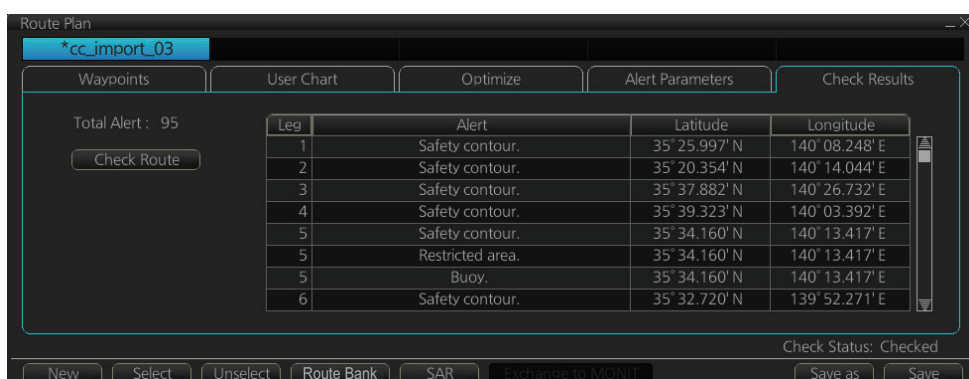 Route Plan
*cc_import_03
Waypoints User Chart Optimize Alert Parameters Check Results
Total Alert : 95
Check Route
Leg Alert Latitude Longitude
1 Safety contour. 35°25.997' N 140°08.248' E
2 Safety contour. 35°20.354' N 140°14.044' E
3 Safety contour. 35°37.882' N 140°26.732' E
4 Safety contour. 35°39.323' N 140°03.392' E
5 Safety contour. 35°34.160' N 140°13.417' E
5 Restricted area. 35°34.160' N 140°13.417' E
5 Buoy. 35°34.160' N 140°13.417' E
6 Safety contour. 35°32.720' N 139°52.271' E
Check Status: Checked
New Select Unselect Route Bank SAR Exchange to MONIT Save as Save